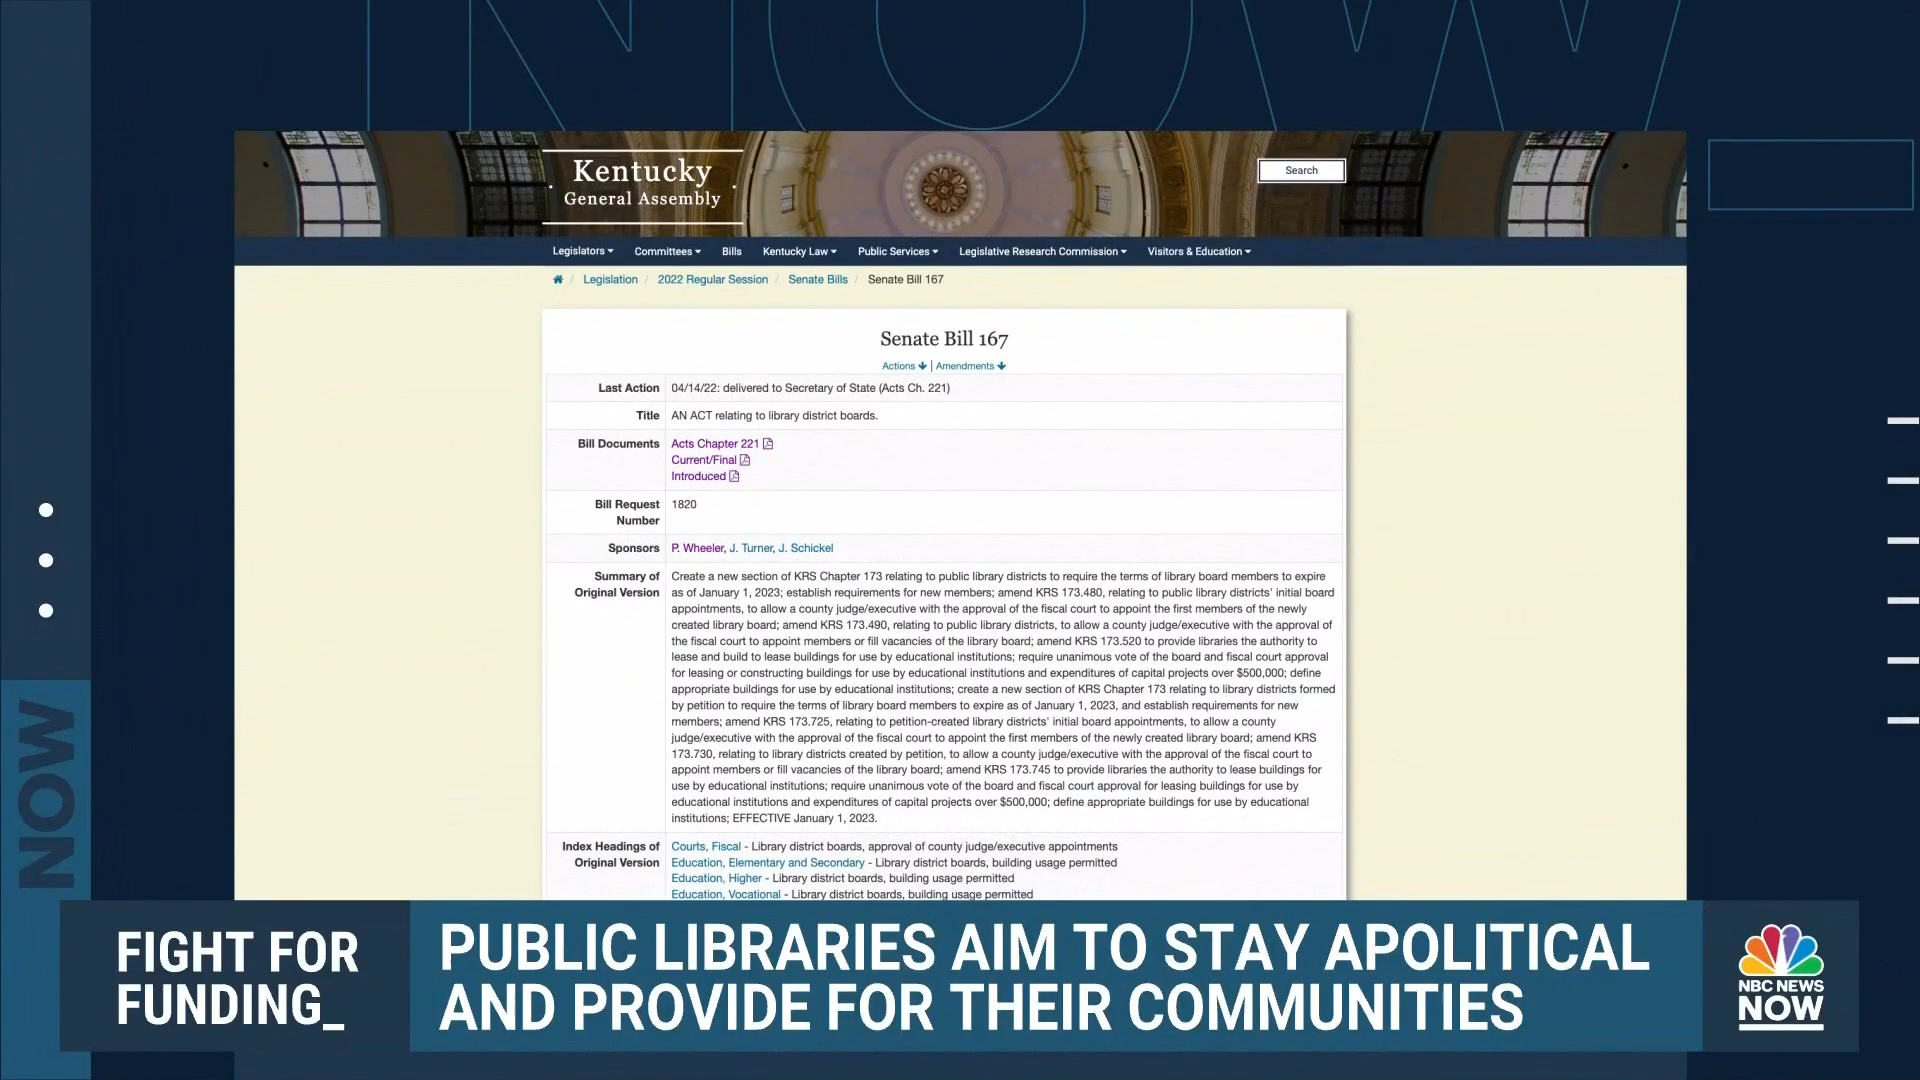 NOW
Kentucky
General Assembly
Search
Legislators
Committees
Bills
Kentucky Law
Public Services
Legislative Research Commission
Visitors & Education
/ Legislation / 2022 Regular Session / Senate Bills / Senate Bill 167
Senate Bill 167
Actions | Amendments
Last Action 04/14/22: delivered to Secretary of State (Acts Ch. 221)
Title AN ACT relating to library district boards.
Bill Documents Acts Chapter 221
Current/Final
Introduced
Bill Request 1820
Number
Sponsors P. Wheeler, J. Turner, J. Schickel
Summary of Create a new section of KRS Chapter 173 relating to public library districts to require the terms of library board members to expire
Original Version as of January 1, 2023; establish requirements for new members; amend KRS 173.480, relating to public library districts' initial board
appointments, to allow a county judge/executive with the approval of the fiscal court to appoint the first members of the newly
created library board; amend KRS 173.490, relating to public library districts, to allow a county judge/executive with the approval of
the fiscal court to appoint members or fill vacancies of the library board; amend KRS 173.520 to provide libraries the authority to
lease and build to lease buildings for use by educational institutions; require unanimous vote of the board and fiscal court approval
for leasing or constructing buildings for use by educational institutions and expenditures of capital projects over $500,000; define
appropriate buildings for use by educational institutions; create a new section of KRS Chapter 173 relating to library districts formed
by petition to require the terms of library board members to expire as of January 1, 2023, and establish requirements for new
members; amend KRS 173.725, relating to petition-created library districts' initial board appointments, to allow a county
judge/executive with the approval of the fiscal court to appoint the first members of the newly created library board; amend KRS
173.730, relating to library districts created by petition, to allow a county judge/executive with the approval of the fiscal court to
appoint members or fill vacancies of the library board; amend KRS 173.745 to provide libraries the authority to lease buildings for
use by educational institutions; require unanimous vote of the board and fiscal court approval for leasing buildings for use by
educational institutions and expenditures of capital projects over $500,000; define appropriate buildings for use by educational
institutions; EFFECTIVE January 1, 2023.
Index Headings of Courts, Fiscal - Library district boards, approval of county judge/executive appointments
Original Version Education, Elementary and Secondary - Library district boards, building usage permitted
Education, Higher - Library district boards, building usage permitted
Education, Vocational - Library district boards, building usage permitted
NOW
FIGHT FOR
FUNDING_
PUBLIC LIBRARIES AIM TO STAY APOLITICAL
AND PROVIDE FOR THEIR COMMUNITIES
NBC NEWS
NOW